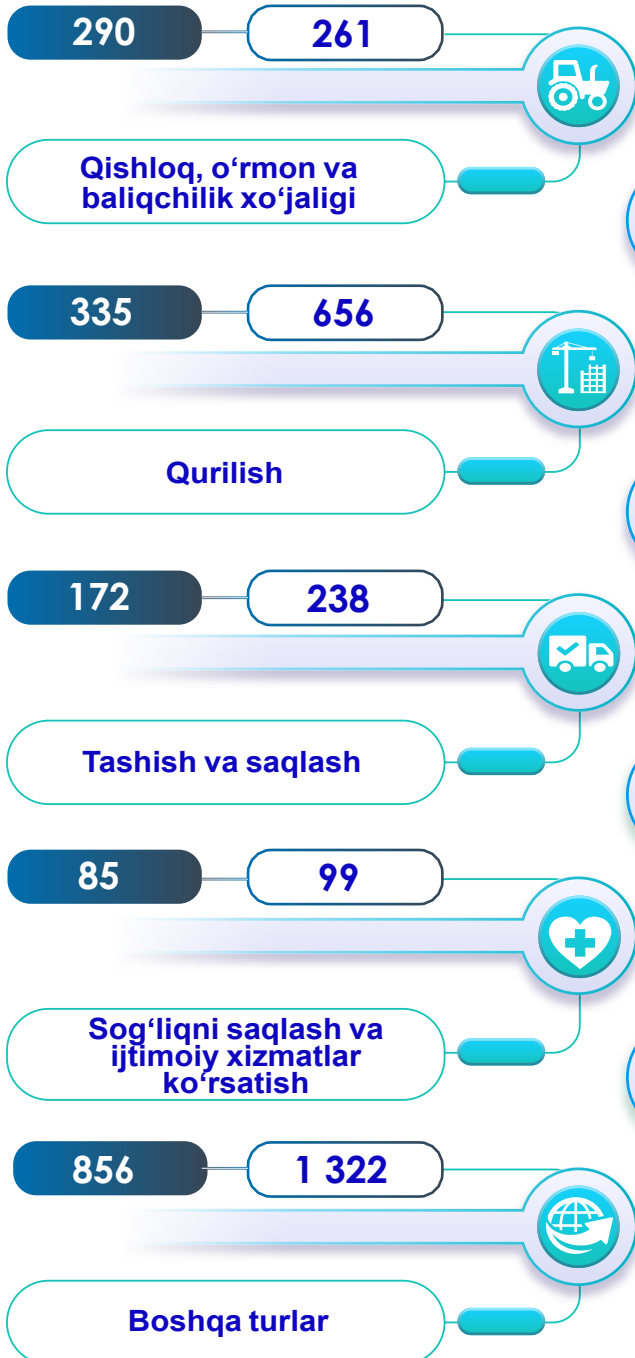 290 261
Qishloq, o‘rmon va
baliqchilik xo‘jaligi
335 656
Qurilish
172 238
Tashish va saqlash
85 99
Sog‘liqni saqlash va
ijtimoiy xizmatlar
ko‘rsatish
856 1 322
Boshqa turlar